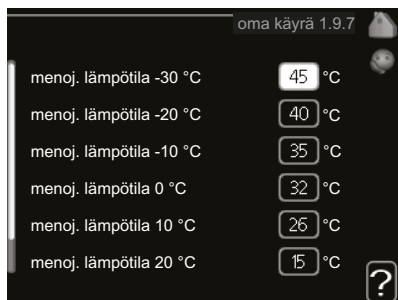 oma käyrä 1.9.7
menoj. lämpötila -30 °C 45 °C
menoj. lämpötila -20 °C 40 °C
menoj. lämpötila -10 °C 35 °C
menoj. lämpötila 0 °C 32 °C
menoj. lämpötila 10 °C 26 °C
menoj. lämpötila 20 °C 15 °C
?